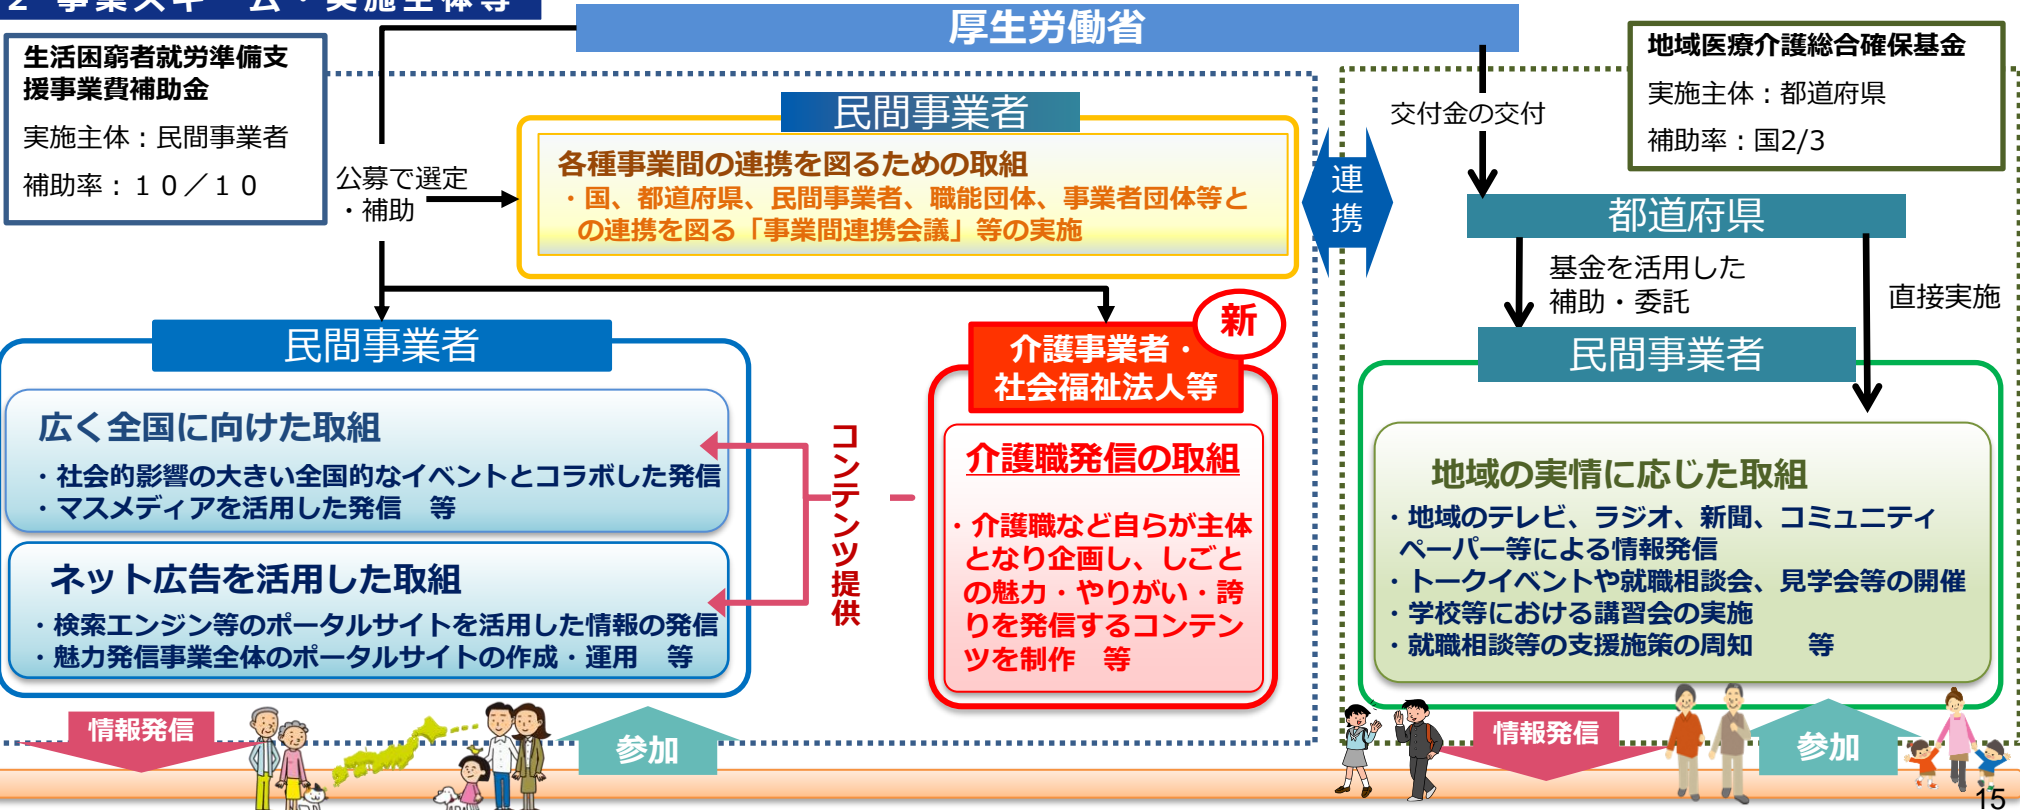 2 事業スキーム・実施主体等
厚生労働省
生活困窮者就労準備支
援事業費補助金
実施主体：民間事業者
補助率：１０／１０
公募で選定
・補助
民間事業者
各種事業間の連携を図るための取組
・国、都道府県、民間事業者、職能団体、事業者団体等と
の連携を図る「事業間連携会議」等の実施
連
携
地域医療介護総合確保基金
実施主体：都道府県
補助率：国2/3
交付金の交付
都道府県
基金を活用した
補助・委託
直接実施
民間事業者
広く全国に向けた取組
・社会的影響の大きい全国的なイベントとコラボした発信
・マスメディアを活用した発信　等
ネット広告を活用した取組
・検索エンジン等のポータルサイトを活用した情報の発信
・魅力発信事業全体のポータルサイトの作成・運用　等
コンテンツ提供
新
介護事業者・
社会福祉法人等
介護職発信の取組
・介護職など自らが主体
となり企画し、しごと
の魅力・やりがい・誇
りを発信するコンテン
ツを制作　等
民間事業者
地域の実情に応じた取組
・地域のテレビ、ラジオ、新聞、コミュニティ
ペーパー等による情報発信
・トークイベントや就職相談会、見学会等の開催
・学校等における講習会の実施
・就職相談等の支援施策の周知　　等
情報発信
参加
情報発信
参加
15